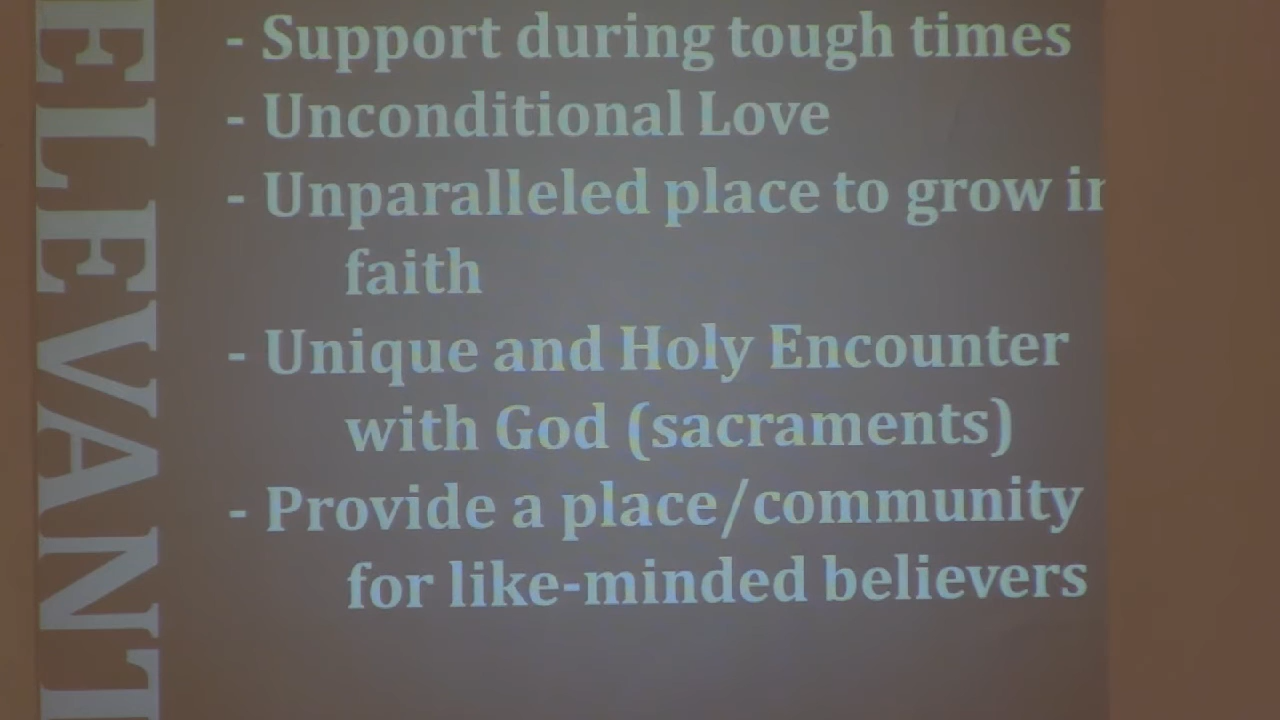 ELEVANT
- Support during tough times
- Unconditional Love
- Unparalleled place to grow in
faith
- Unique and Holy Encounter
with God (sacraments)
- Provide a place/community
for like-minded believers